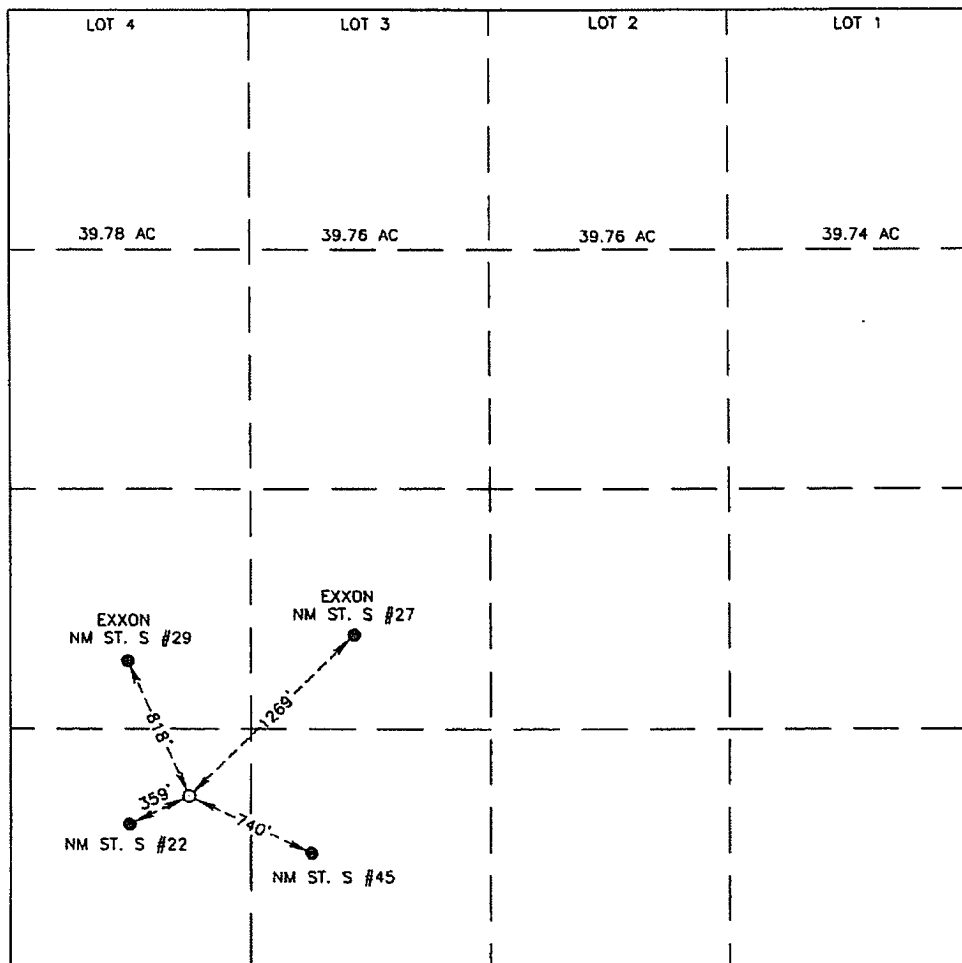 LOT 4
LOT 3
LOT 2
LOT 1
39.78 AC
39.76 AC
39.76 AC
39.74 AC
EXXON
NM ST. S #29
EXXON
NM ST. S #27
818'
1269'
359'
740'
NM ST. S #22
NM ST. S #45